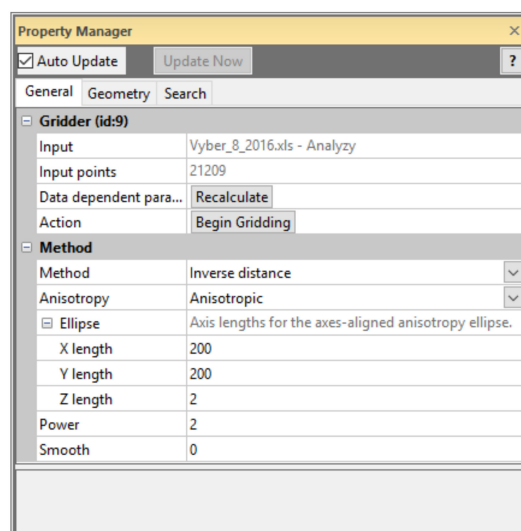 Property Manager
Auto Update Update Now ?
General Geometry Search
Gridder (id:9)
Input Vyber_8_2016.xls - Analyzy
Input points 21209
Data dependent para... Recalculate
Action Begin Gridding
Method
Method Inverse distance
Anisotropy Anisotropic
Ellipse Axis lengths for the axes-aligned anisotropy ellipse.
X length 200
Y length 200
Z length 2
Power 2
Smooth 0